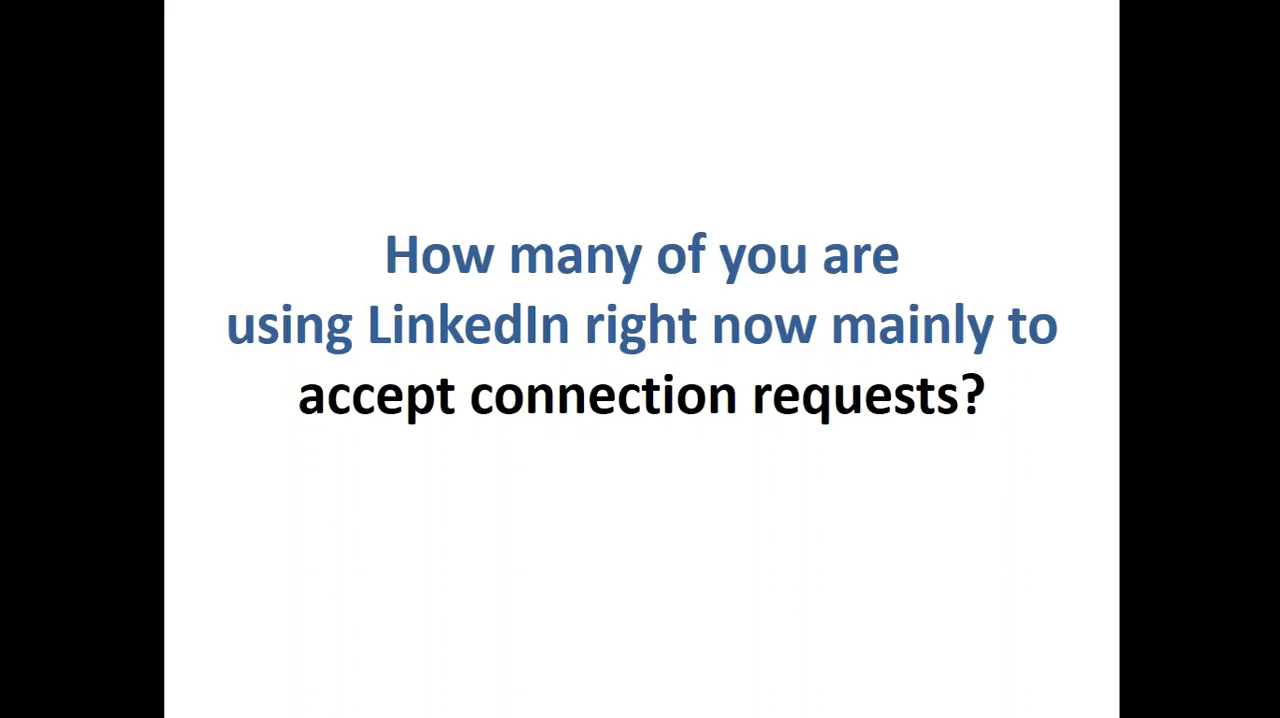 How many of you are
using LinkedIn right now mainly to
accept connection requests?